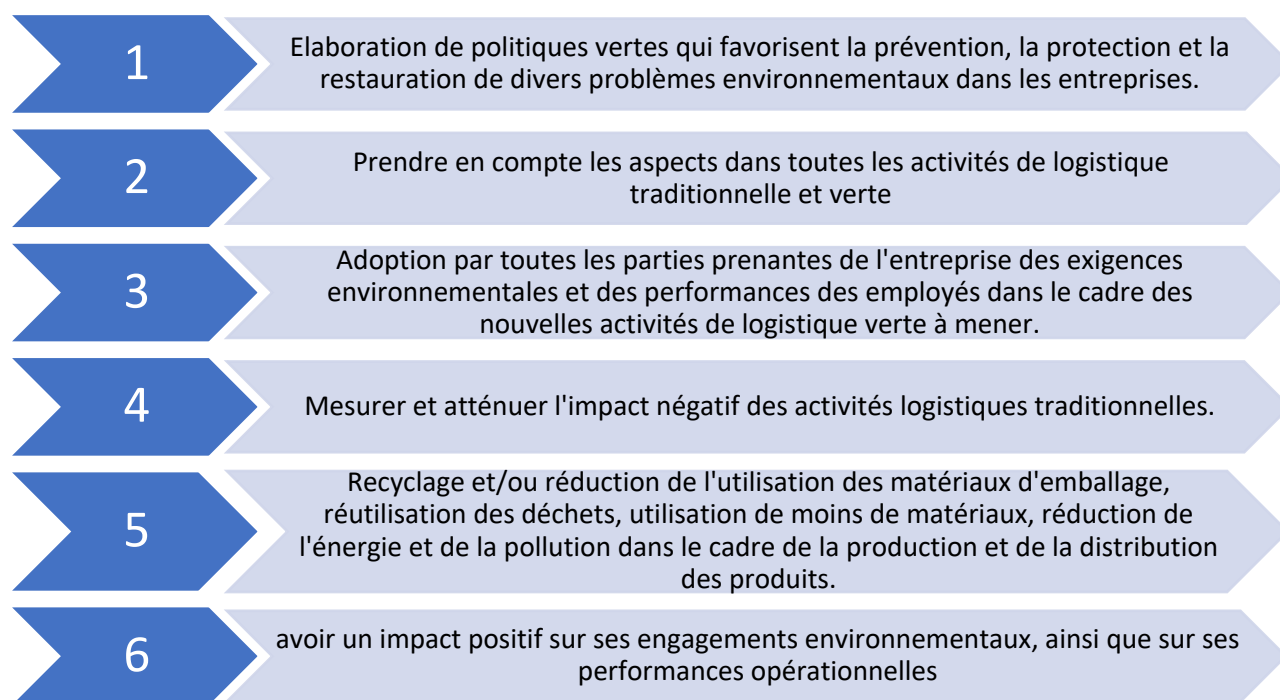 1
Elaboration de politiques vertes qui favorisent la prévention, la protection et la
restauration de divers problèmes environnementaux dans les entreprises.
2
Prendre en compte les aspects dans toutes les activités de logistique
traditionnelle et verte
3
Adoption par toutes les parties prenantes de l'entreprise des exigences
environnementales et des performances des employés dans le cadre des
nouvelles activités de logistique verte à mener.
4
Mesurer et atténuer l'impact négatif des activités logistiques traditionnelles.
5
Recyclage et/ou réduction de l'utilisation des matériaux d'emballage,
réutilisation des déchets, utilisation de moins de matériaux, réduction de
l'énergie et de la pollution dans le cadre de la production et de la distribution
des produits.
6
avoir un impact positif sur ses engagements environnementaux, ainsi que sur ses
performances opérationnelles